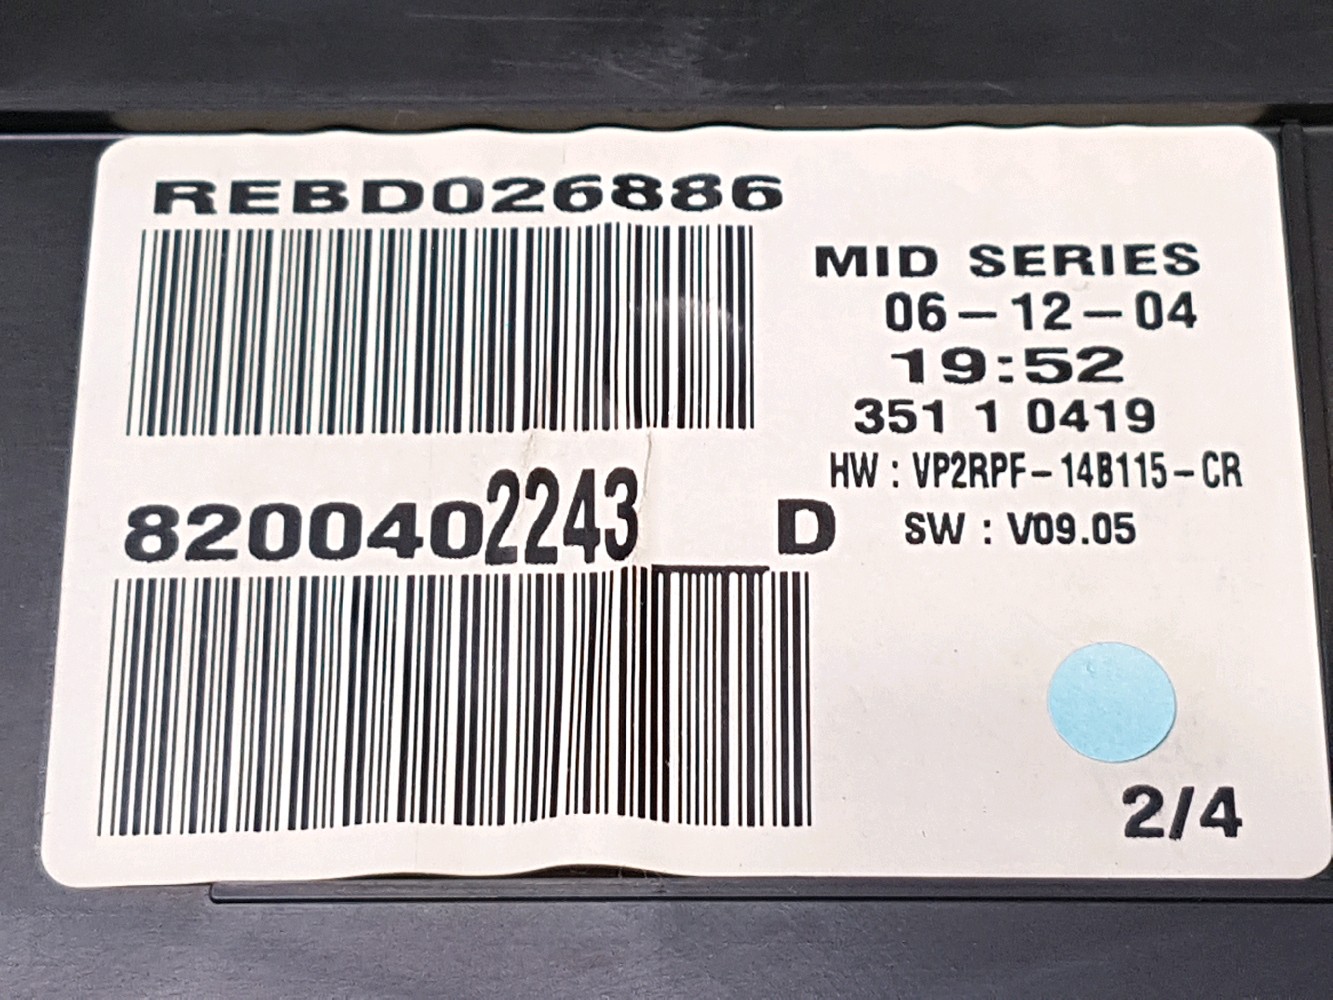 REBD026886
MID SERIES
06-12-04
19:52
351 1 0419
HW : VP2RPF-14B115-CR
82004022243 D
SW : V09.05
2/4